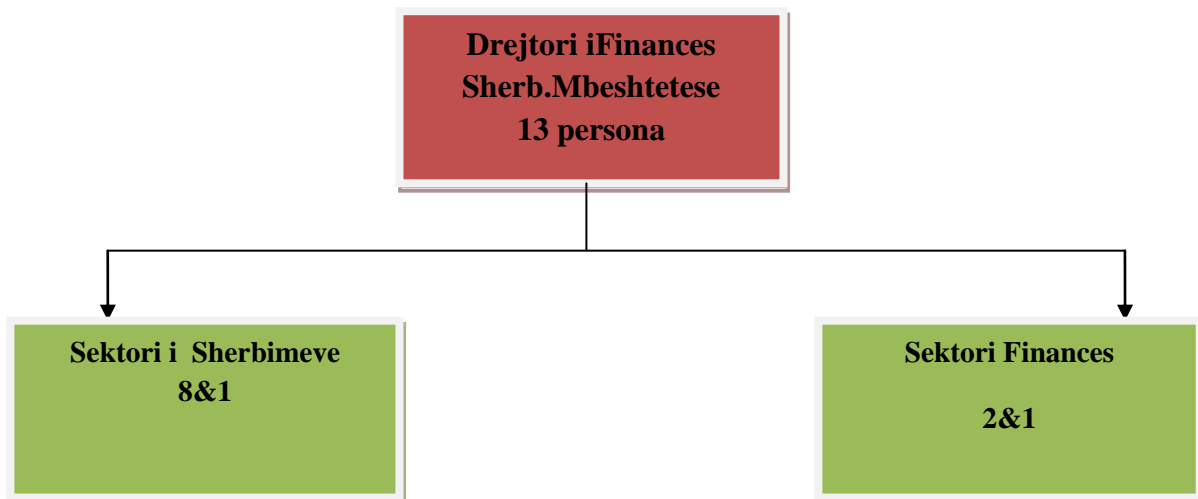 Drejtori iFinances
Sherb.Mbeshtetese
13 persona
Sektori i Sherbimeve
8&1
Sektori Finances
2&1